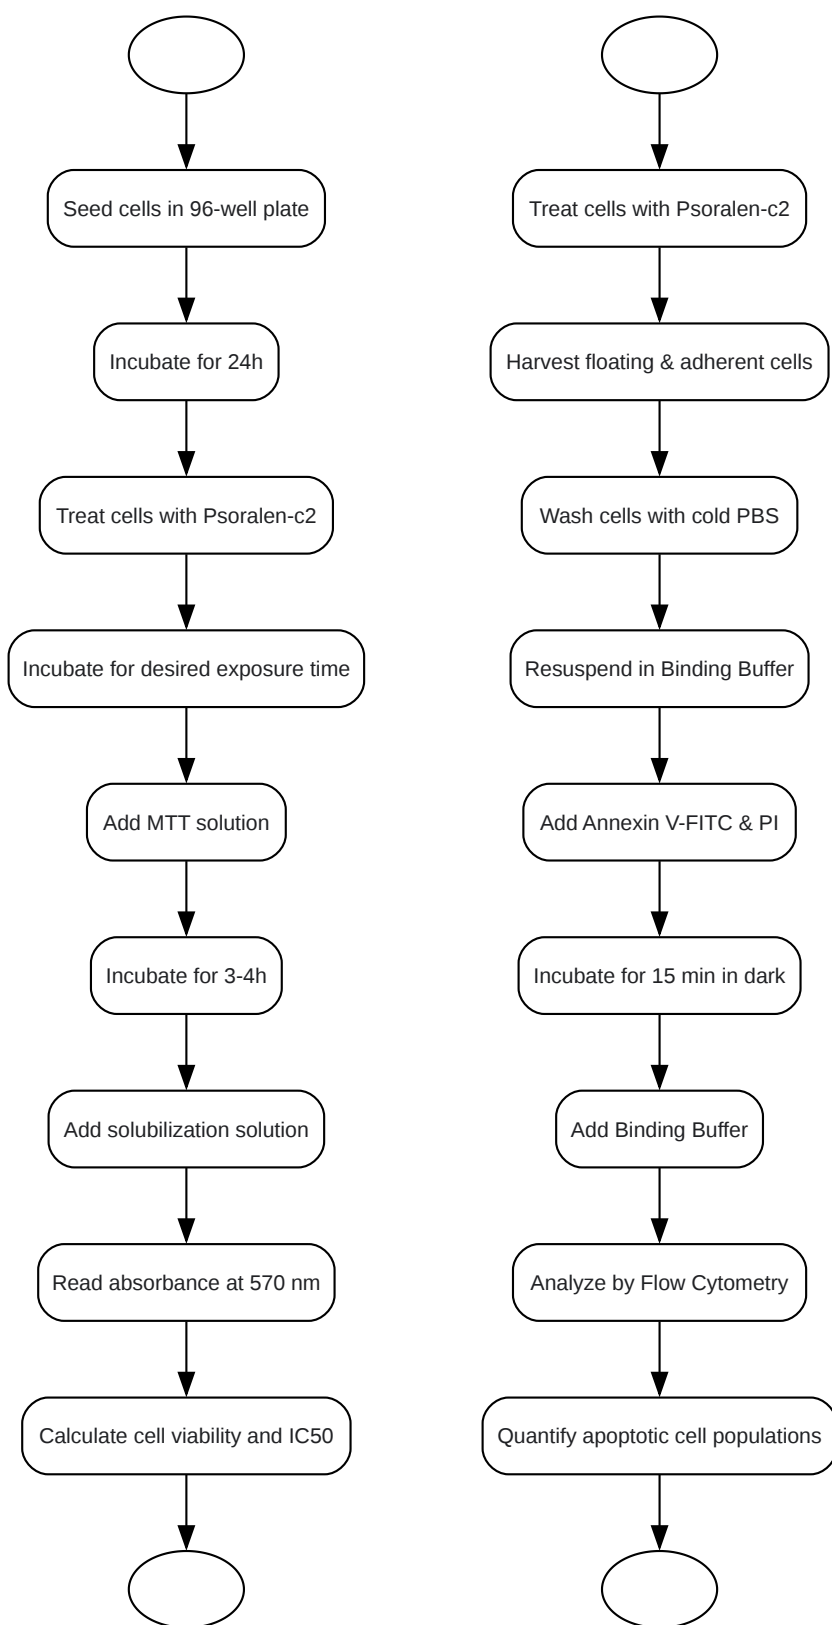 Seed cells in 96-well plate
Incubate for 24h
Treat cells with Psoralen-c2
Incubate for desired exposure time
Add MTT solution
Incubate for 3-4h
Add solubilization solution
Read absorbance at 570 nm
Calculate cell viability and IC50
Treat cells with Psoralen-c2
Harvest floating & adherent cells
Wash cells with cold PBS
Resuspend in Binding Buffer
Add Annexin V-FITC & PI
Incubate for 15 min in dark
Add Binding Buffer
Analyze by Flow Cytometry
Quantify apoptotic cell populations